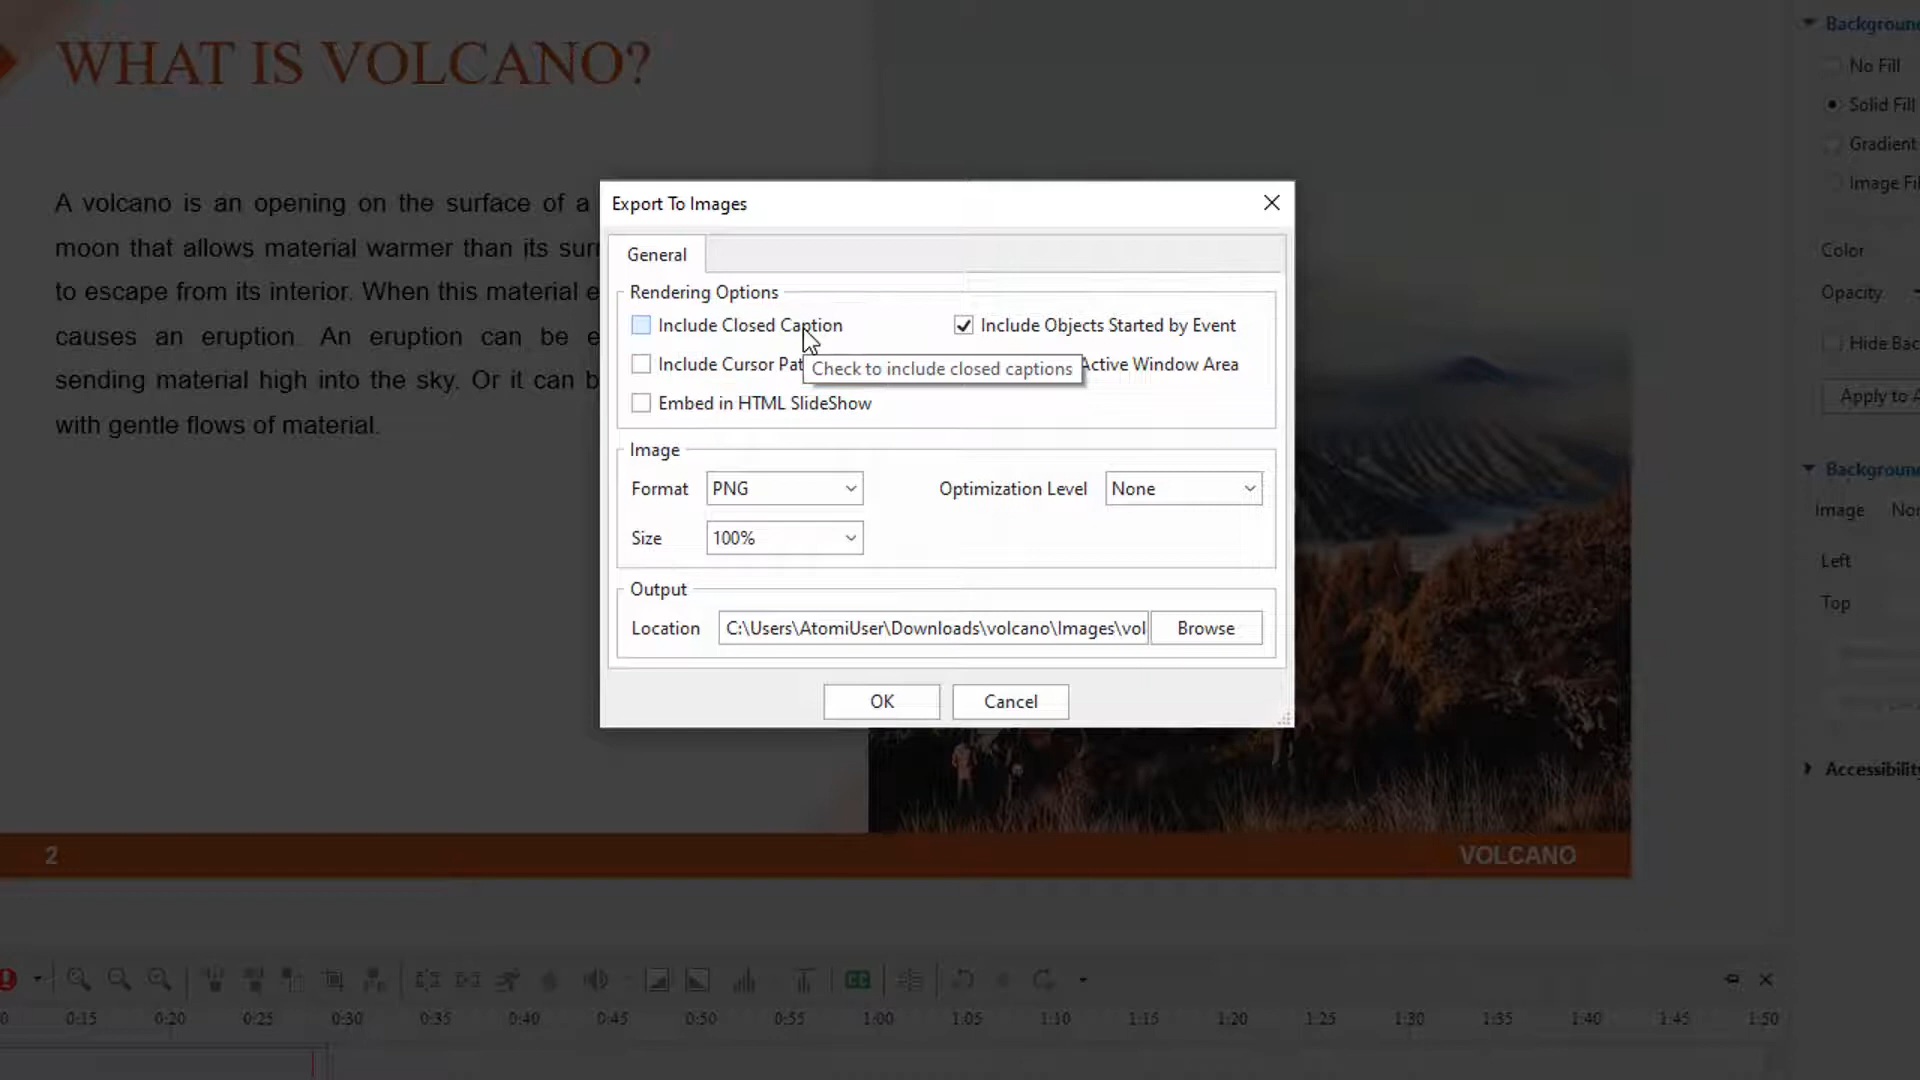 WHAT IS VOLCANO?
A volcano is an opening on the surface of a
moon that allows material warmer than its
to escape from its interior. When this material
causes an eruption. An eruption can be
sending material high into the sky. Or it can
with gentle flows of material.
2
VOLCANO
Export To Images
General
Rendering Options
Include Closed Caption
Include Objects Started by Event
Include Cursor
Check to include closed captions
Active Window Area
Embed in HTML SlideShow
Image
Format
PNG
Optimization Level
None
Size
100%
Output
Location
C:\Users\AtomiUser\Downloads\volcano\Images\vol
Browse
OK
Cancel
Background
No Fill
Solid Fill
Gradient
Image
Color
Opacity
Hide
Apply to
Background
Image
Left
Top
Accessibility
CC
0:15 0:20 0:25 0:30 0:35 0:40 0:45 0:50 0:55 1:00 1:05 1:10 1:15 1:20 1:25 1:30 1:35 1:40 1:45 1:50